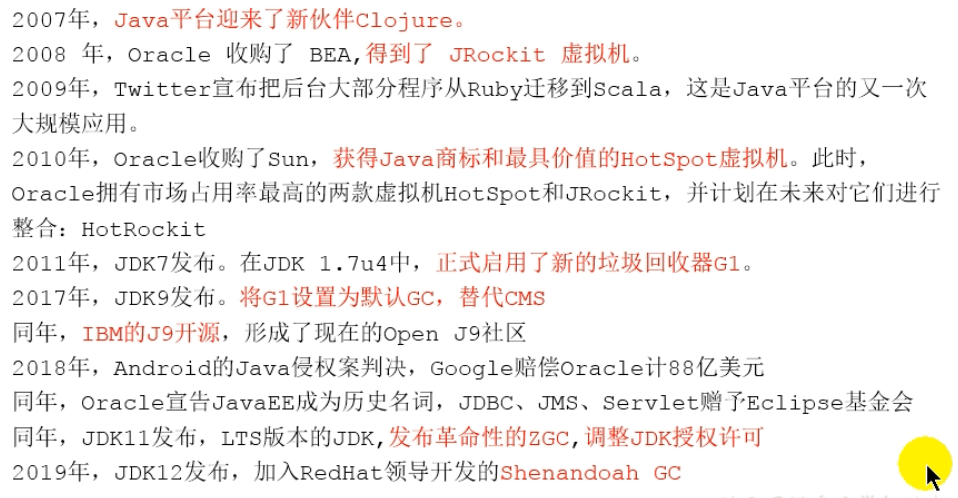 2007年，Java平台迎来了新伙伴Clojure。
2008 年，Oracle 收购了 BEA,得到了 JRockit 虚拟机。
2009年，Twitter宣布把后台大部分程序从Ruby迁移到Scala，这是Java平台的又一次
大规模应用。
2010年，Oracle收购了Sun，获得Java商标和最具价值的HotSpot虚拟机。此时，
Oracle拥有市场占用率最高的两款虚拟机HotSpot和JRockit，并计划在未来对它们进行
整合：HotRockit
2011年，JDK7发布。在JDK 1.7u4中，正式启用了新的垃圾回收器G1。
2017年，JDK9发布。将G1设置为默认GC，替代CMS
同年，IBM的J9开源，形成了现在的Open J9社区
2018年，Android的Java侵权案判决，Google赔偿Oracle计88亿美元
同年，Oracle宣告JavaEE成为历史名词，JDBC、JMS、Servlet赠予Eclipse基金会
同年，JDK11发布，LTS版本的JDK,发布革命性的ZGC,调整JDK授权许可
2019年，JDK12发布，加入RedHat领导开发的Shenandoah GC